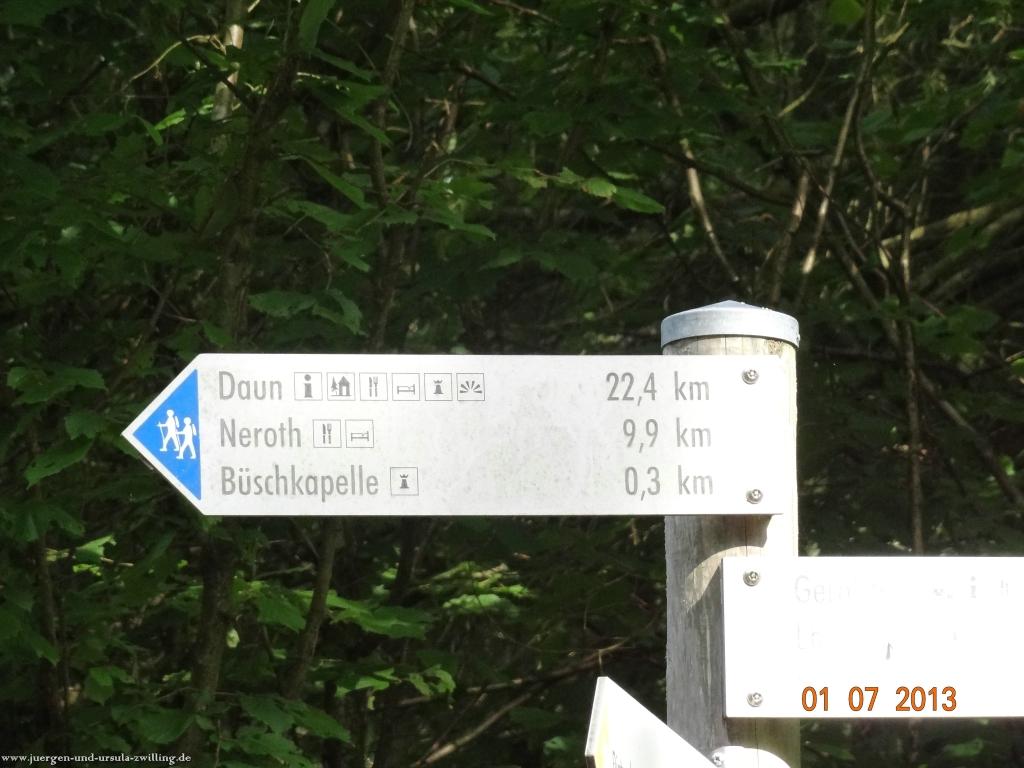 Daun 22,4 km
Neroth 9,9 km
Büschkapelle 0,3 km
01 07 2013
www.juergen-und-ursula-zwilling.de